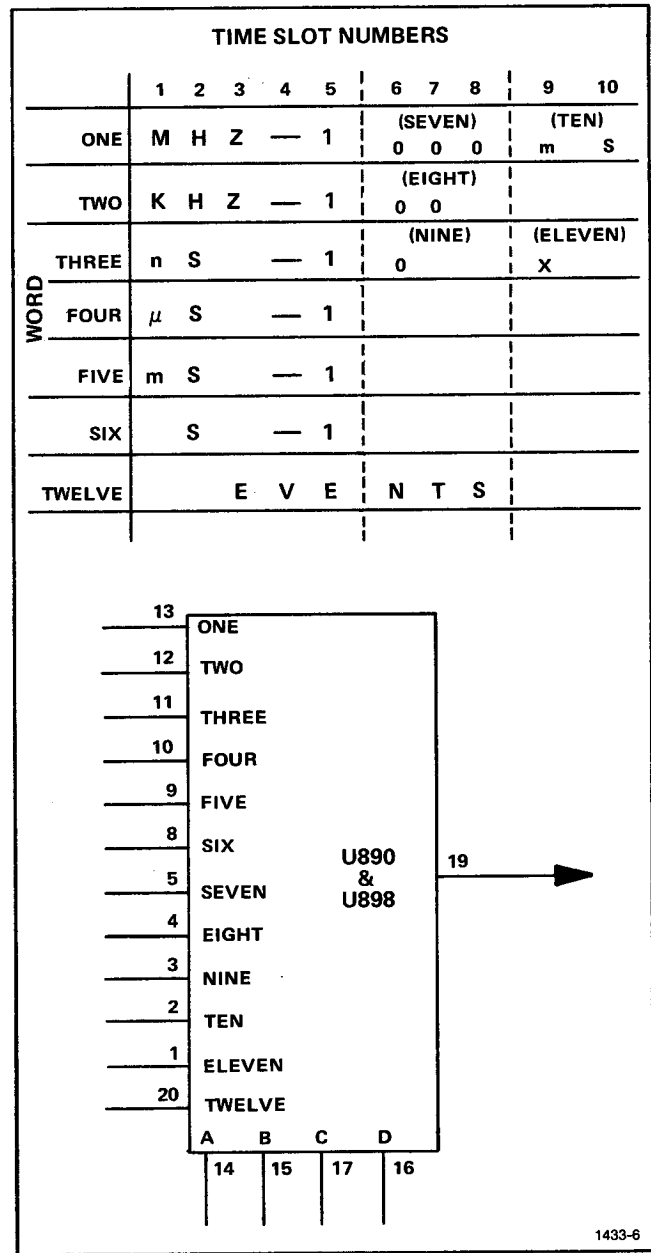 TIME SLOT NUMBERS
1 2 3 4 5 6 7 8 9 10
(SEVEN) (TEN)
ONE M H Z — 1 0 0 0 m S
(EIGHT)
TWO K H Z — 1 0 0
(NINE) (ELEVEN)
THREE n S — 1 0 X
WORD
FOUR μ S — 1
FIVE m S — 1
SIX S — 1
TWELVE E V E N T S
13 ONE
12 TWO
11 THREE
10 FOUR
9 FIVE
8 SIX
5 SEVEN
4 EIGHT
3 NINE
2 TEN
1 ELEVEN
20 TWELVE
U890
&
U898
19
A B C D
14 15 17 16
1433-6